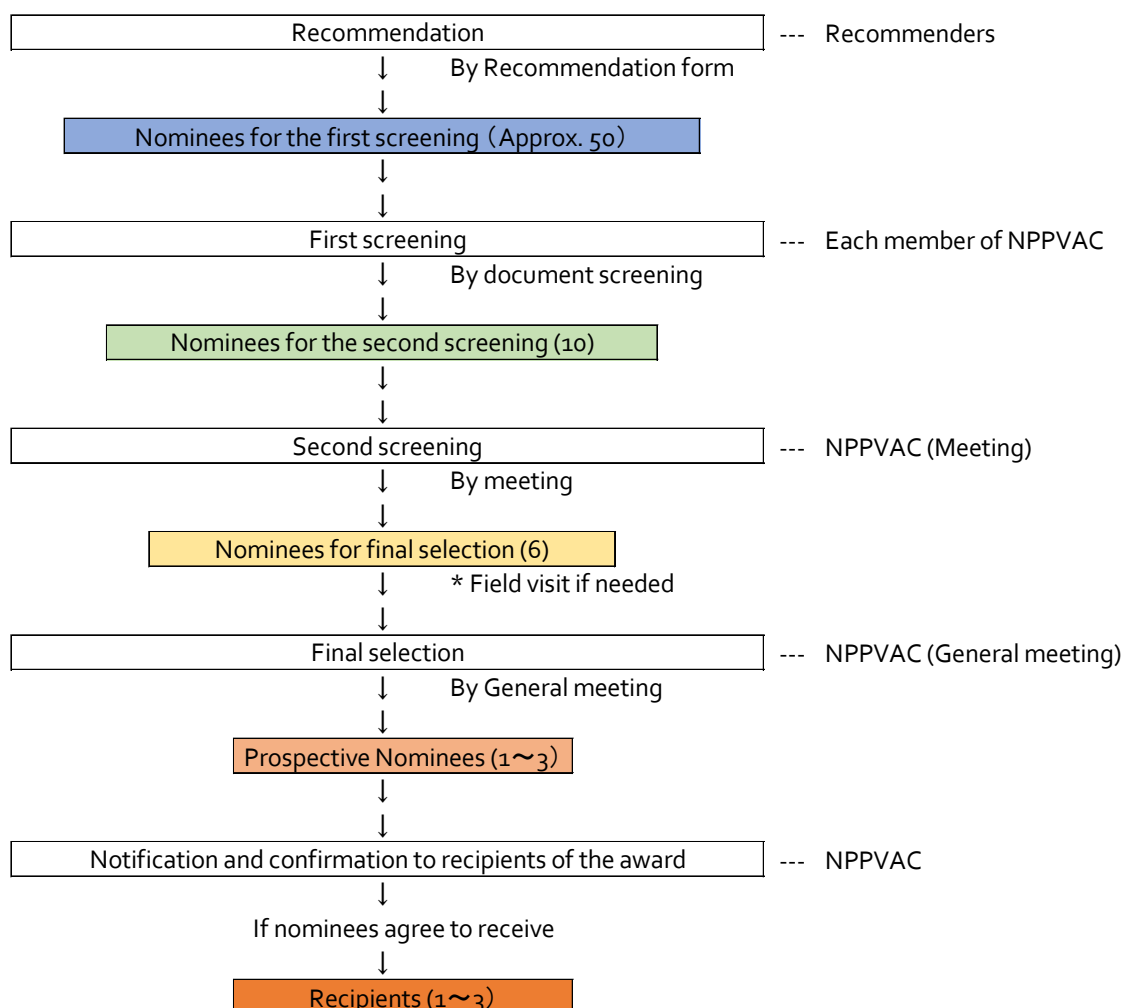 Recommendation --- Recommenders
↓ By Recommendation form
↓
Nominees for the first screening（Approx. 50）
↓
↓
First screening --- Each member of NPPVAC
↓ By document screening
↓
Nominees for the second screening (10)
↓
↓
Second screening --- NPPVAC (Meeting)
↓ By meeting
↓
Nominees for final selection (6)
↓ * Field visit if needed
↓
Final selection --- NPPVAC (General meeting)
↓ By General meeting
↓
Prospective Nominees (1～3)
↓
↓
Notification and confirmation to recipients of the award --- NPPVAC
↓
If nominees agree to receive
↓
Recipients (1～3)